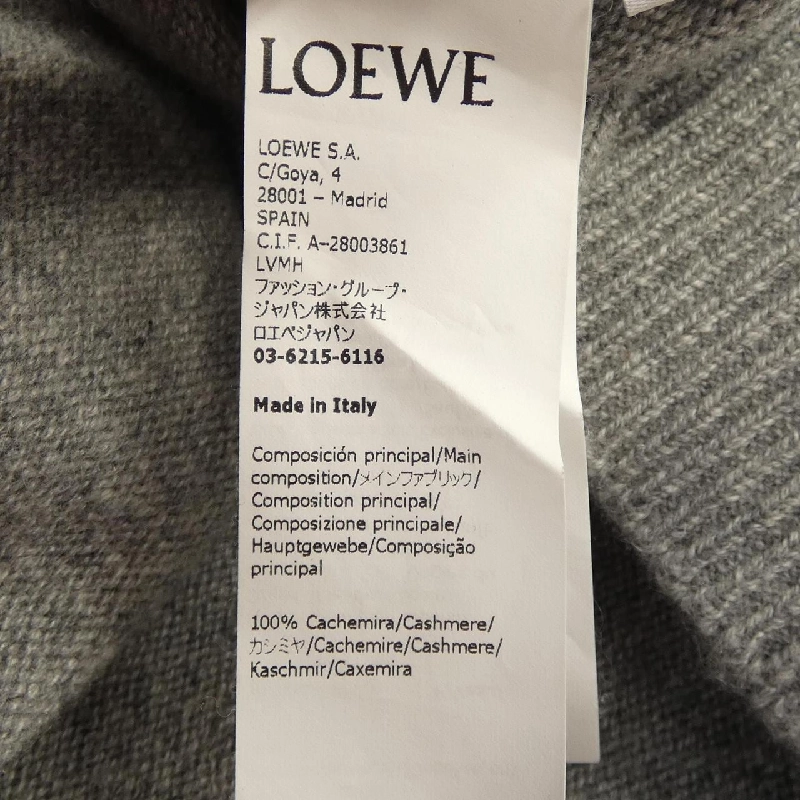 LOEWE
LOEWE S.A.
C/Goya, 4
28001 – Madrid
SPAIN
C.I.F. A-28003861
LVMH
ファッション・グループ・
ジャパン株式会社
ロエベジャパン
03-6215-6116
Made in Italy
Composición principal/Main
composition/メインファブリック/
Composition principal/
Composizione principale/
Hauptgewebe/Composição
principal
100% Cachemira/Cashmere/
カシミヤ/Cachemire/Cashmere/
Kaschmir/Caxemira